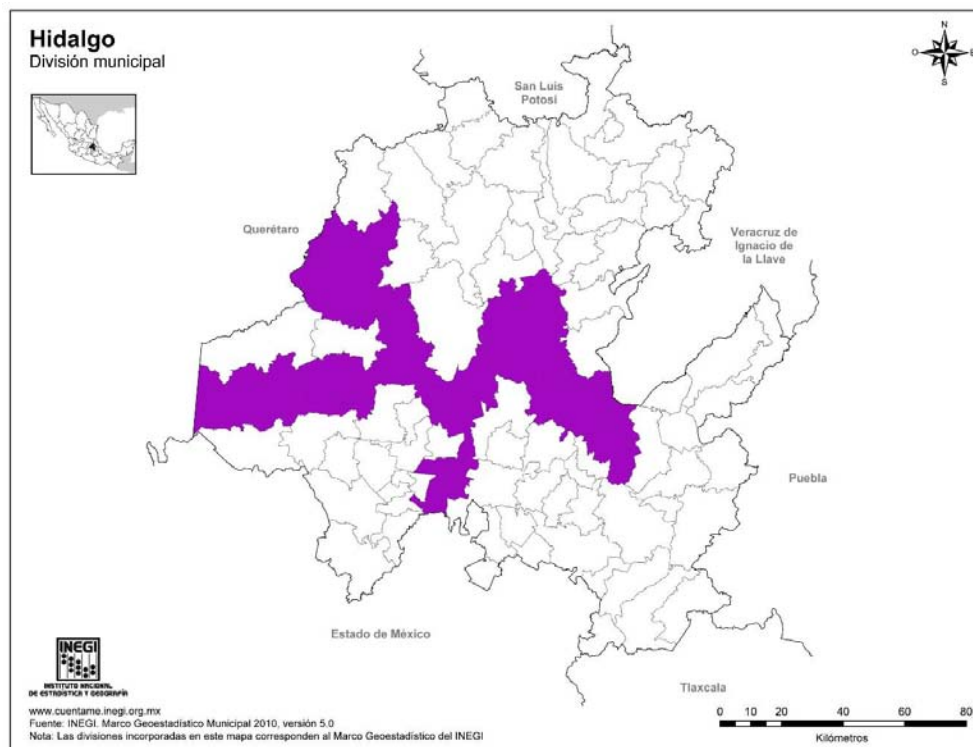 Hidalgo
División municipal
N
O
E
S
San Luis
Potosí
Querétaro
Veracruz de
Ignacio de
la Llave
Puebla
Estado de México
Tlaxcala
INEGI
INSTITUTO NACIONAL
DE ESTADÍSTICA Y GEOGRAFÍA
www.cuentame.inegi.org.mx
Fuente: INEGI. Marco Geoestadístico Municipal 2010, versión 5.0
Nota: Las divisiones incorporadas en este mapa corresponden al Marco Geoestadístico del INEGI
0 10 20 40 60 80
Kilómetros